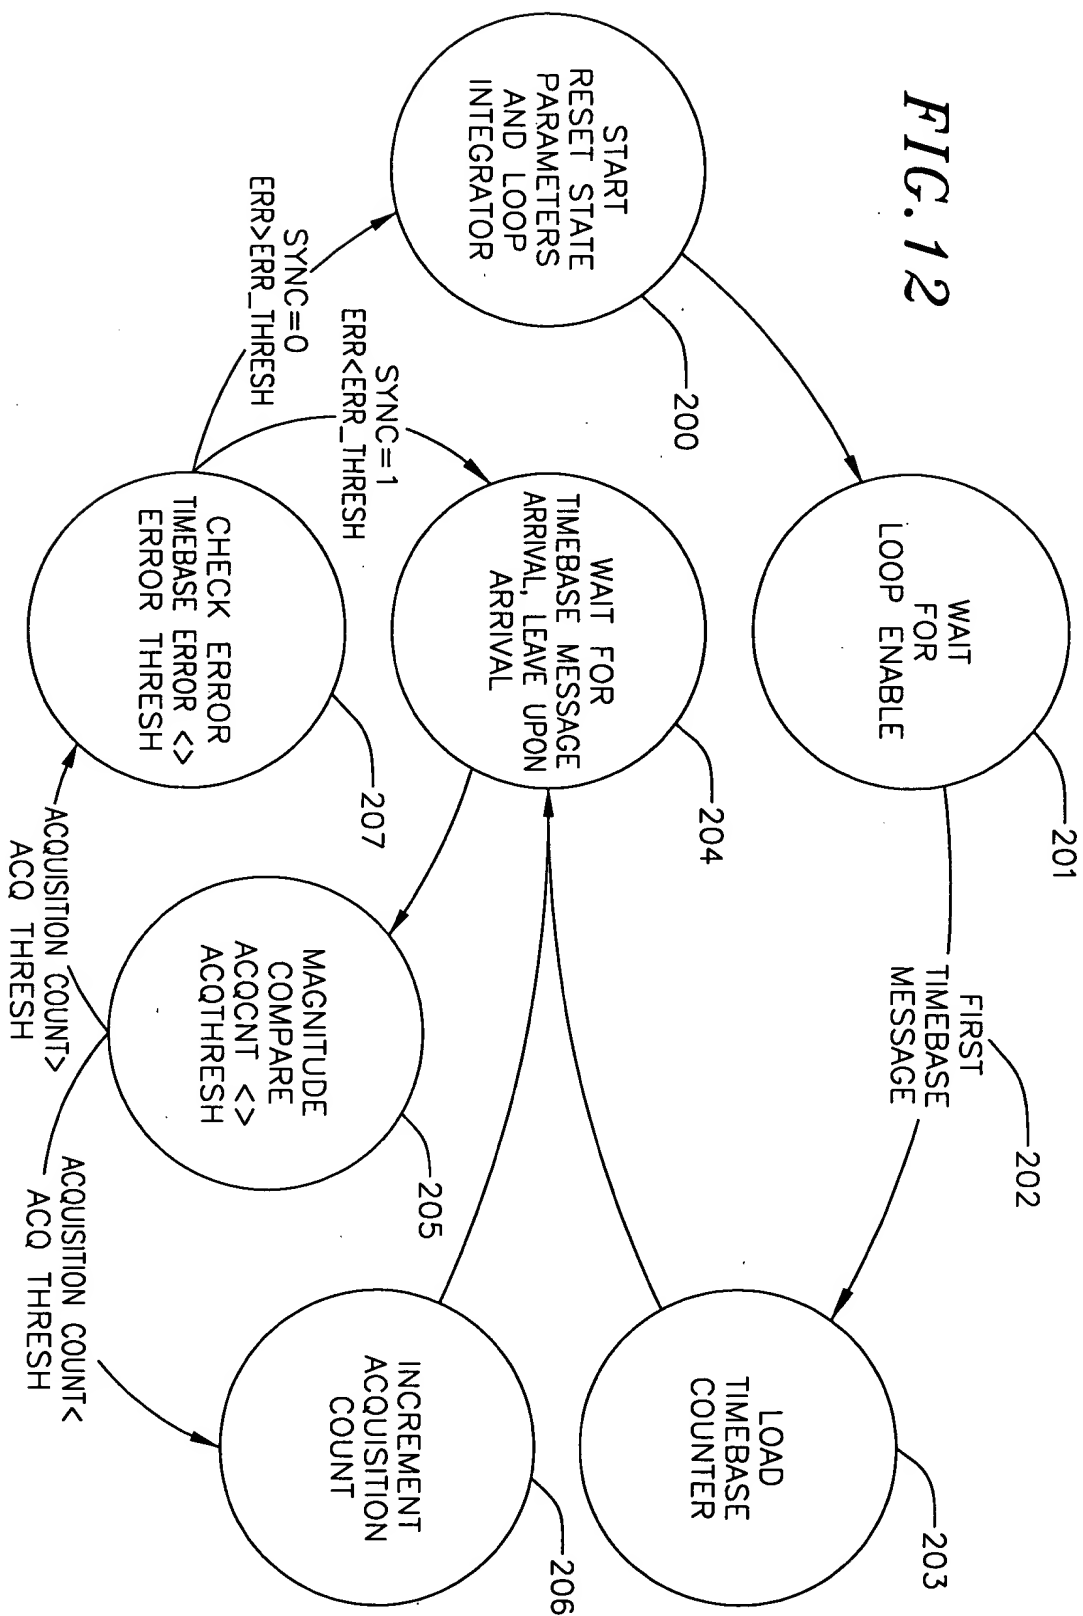 FIG. 12
START
RESET STATE
PARAMETERS
AND LOOP
INTEGRATOR
200
WAIT
FOR
LOOP ENABLE
201
FIRST
TIMEBASE
MESSAGE
202
LOAD
TIMEBASE
COUNTER
203
WAIT FOR
TIMEBASE MESSAGE
ARRIVAL, LEAVE UPON
ARRIVAL
204
SYNC=1
ERR<ERR_THRESH
SYNC=0
ERR>ERR_THRESH
CHECK ERROR
TIMEBASE ERROR <>
ERROR THRESH
207
MAGNITUDE
COMPARE
ACQCNT <>
ACQTHRESH
205
INCREMENT
ACQUISITION
COUNT
206
ACQUISITION COUNT>
ACQ THRESH
ACQUISITION COUNT<
ACQ THRESH